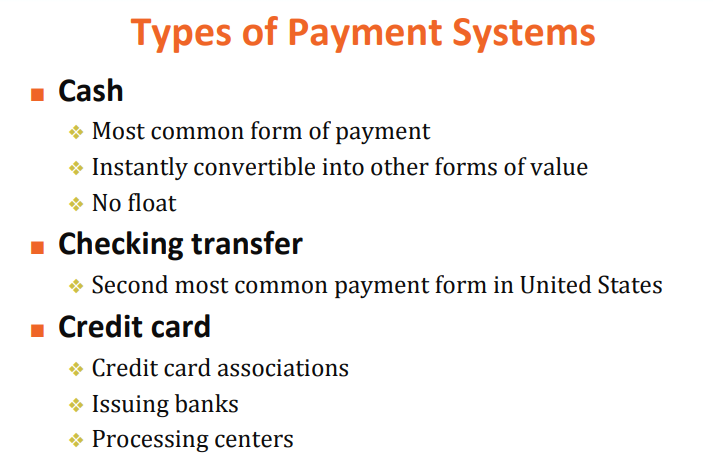 Types of Payment Systems
Cash
Most common form of payment
Instantly convertible into other forms of value
No float
Checking transfer
Second most common payment form in United States
Credit card
Credit card associations
Issuing banks
Processing centers